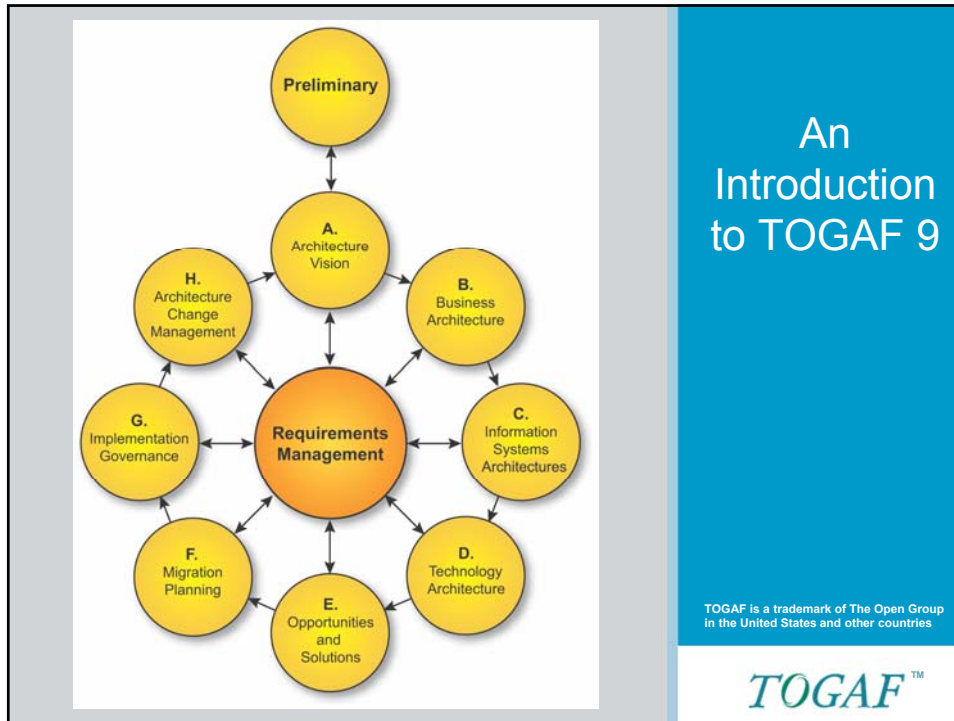 Preliminary
A.
Architecture
Vision
B.
Business
Architecture
C.
Information
Systems
Architectures
D.
Technology
Architecture
E.
Opportunities
and
Solutions
F.
Migration
Planning
G.
Implementation
Governance
H.
Architecture
Change
Management
Requirements
Management
An
Introduction
to TOGAF 9
TOGAF is a trademark of The Open Group
in the United States and other countries
TOGAF™